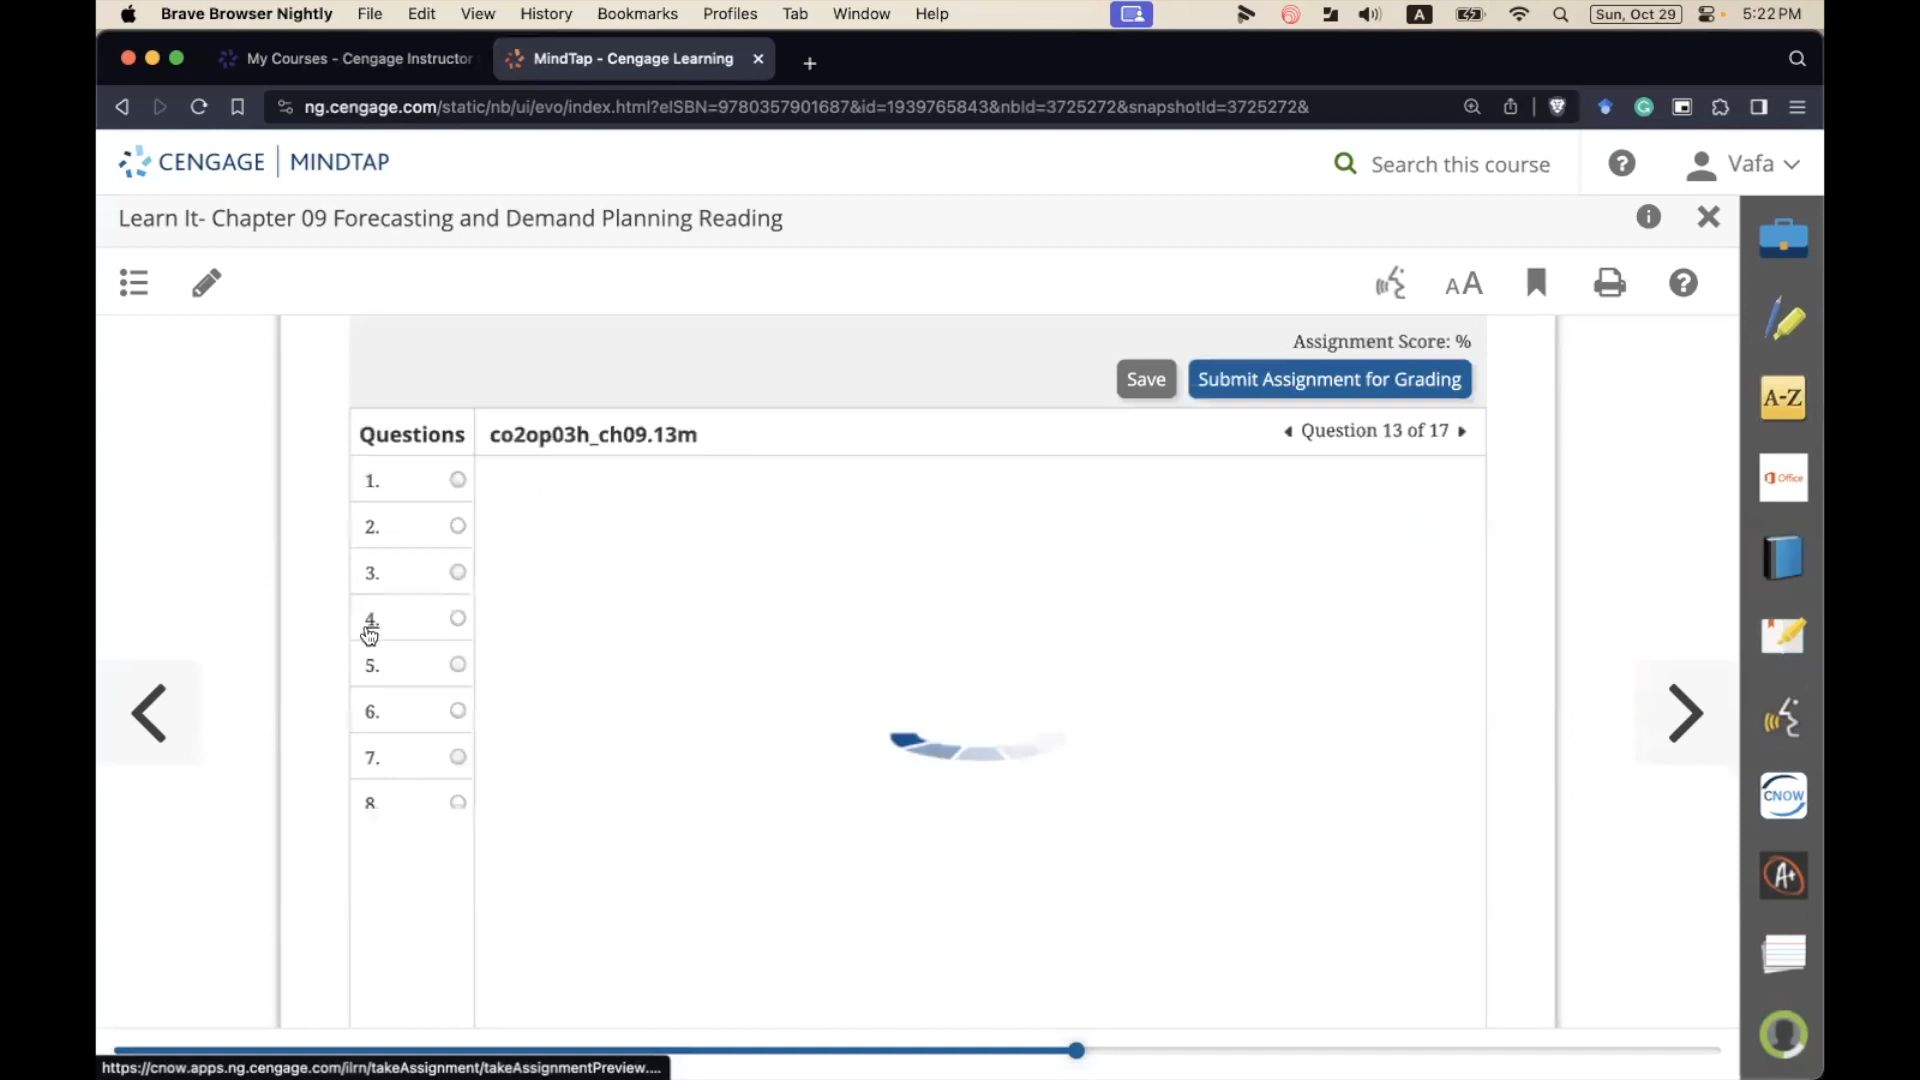 Brave Browser Nightly File Edit View History Bookmarks Profiles Tab Window Help A Sun, Oct 29 5:22 PM
My Courses - Cengage Instructor MindTap - Cengage Learning
ng.cengage.com/static/nb/ui/evo/index.html?eISBN=9780357901687&id=1939765843&nbId=3725272&snapshotId=3725272&
CENGAGE MINDTAP Search this course Vafa
Learn It- Chapter 09 Forecasting and Demand Planning Reading
AA
A-Z
Office
CNOW
A+
Assignment Score: %
Save Submit Assignment for Grading
Questions co2op03h_ch09.13m Question 13 of 17
1.
2.
3.
4.
5.
6.
7.
8
https://cnow.apps.ng.cengage.com/ilrn/takeAssignment/takeAssignmentPreview....